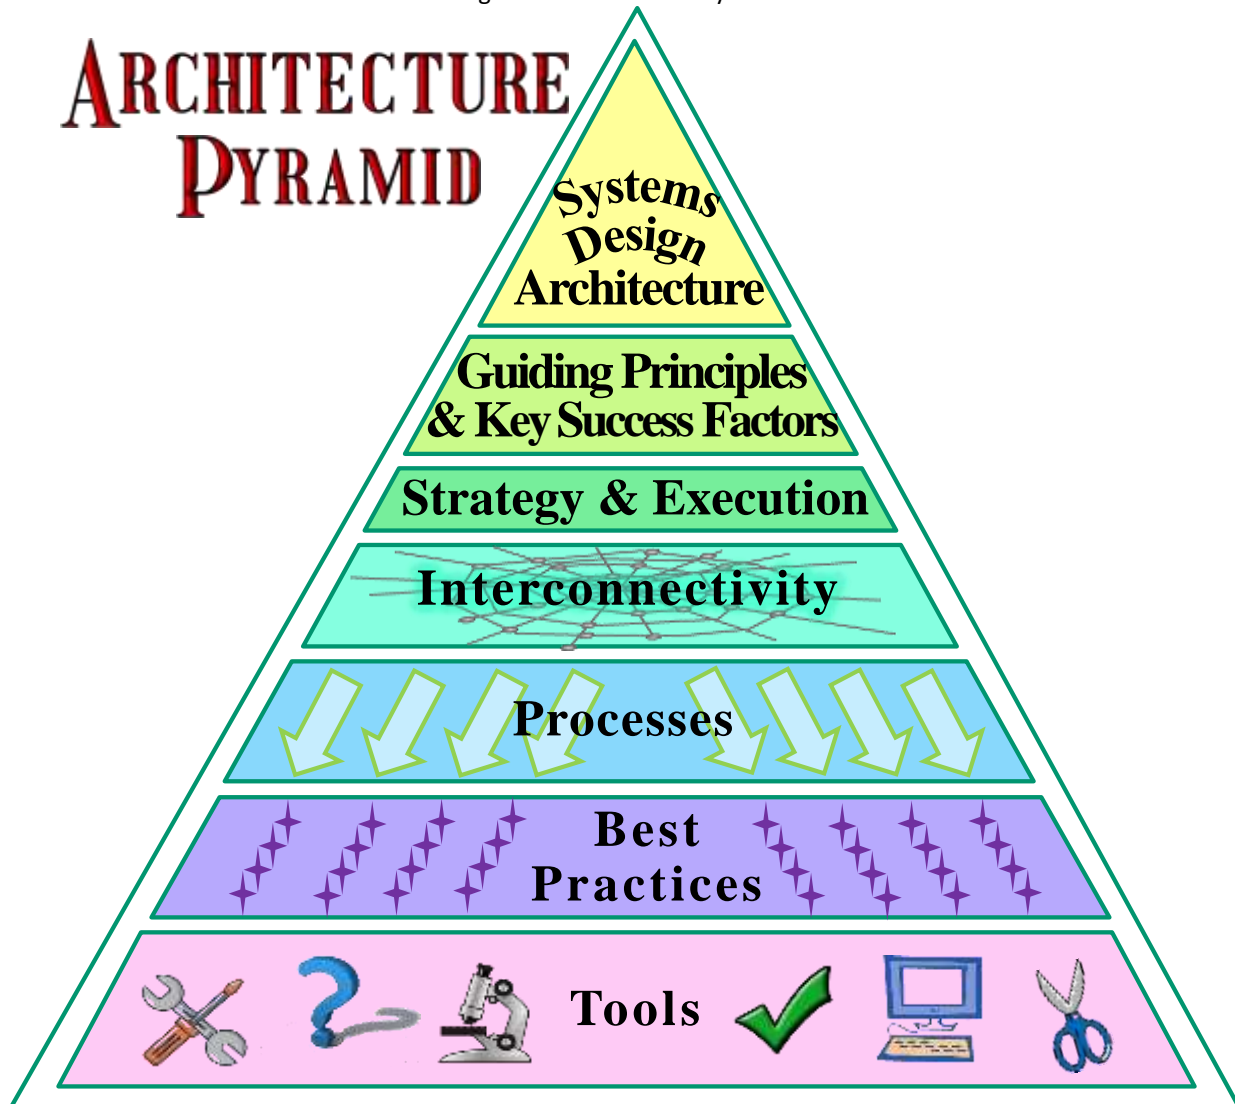 ARCHITECTURE
PYRAMID
Systems
Design
Architecture
Guiding Principles
& Key Success Factors
Strategy & Execution
Interconnectivity
Processes
Best
Practices
Tools